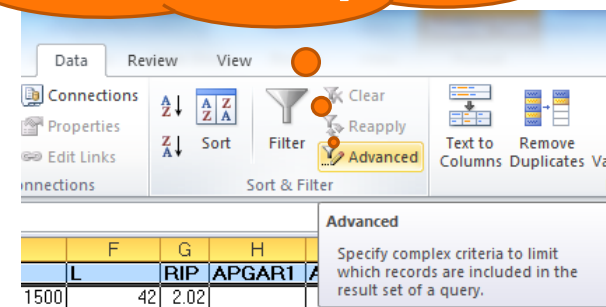 Data Review View
Connections
Properties
Edit Links
onnections
A Z
Z A
A Z Z A
Sort
Filter
Clear
Reapply
Advanced
Sort & Filter
Text to Columns
Remove Duplicates
Advanced
Specify complex criteria to limit
which records are included in the
result set of a query.
F G H
L RIP APGAR1 A
1500 42 2.02